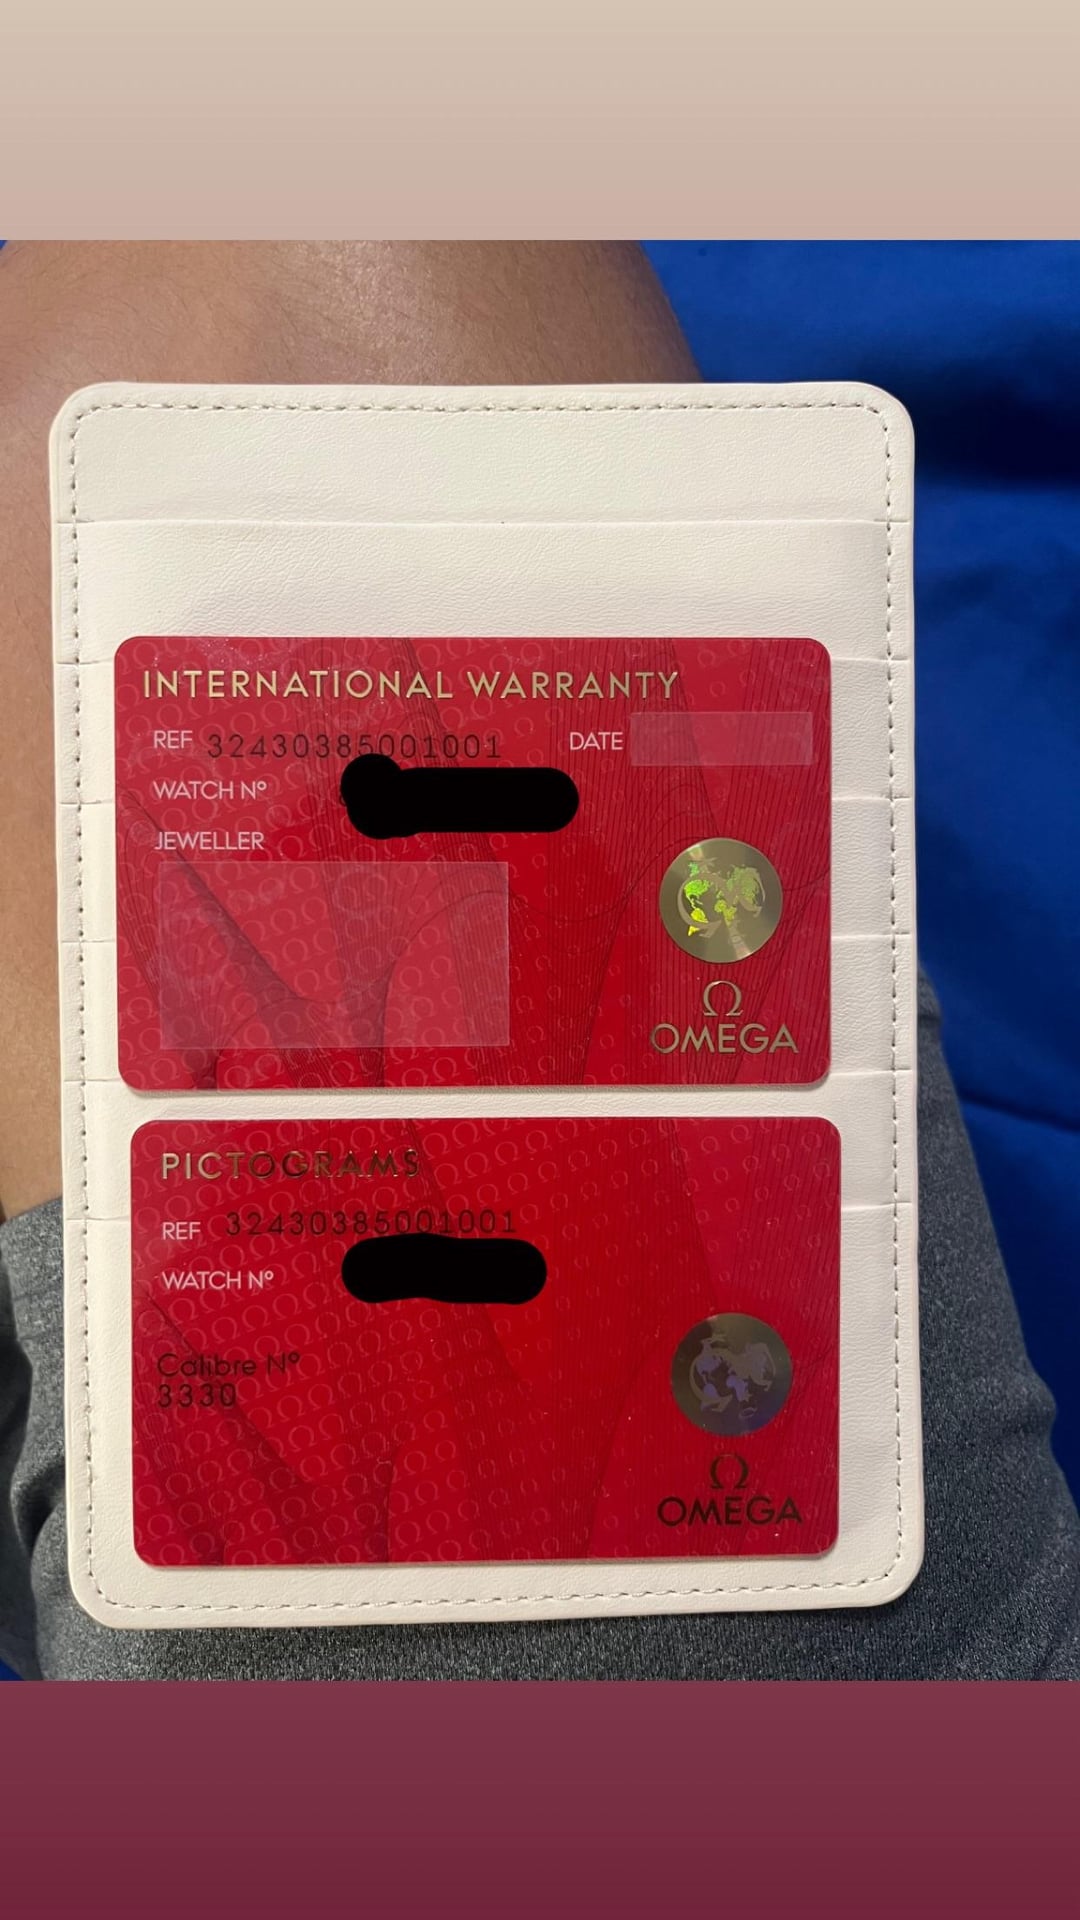 INTERNATIONAL WARRANTY
REF 32430385001001 DATE
WATCH Nº
JEWELLER
Ω
OMEGA
PICTOGRAMS
REF 32430385001001
WATCH Nº
Calibre Nº
3330
Ω
OMEGA